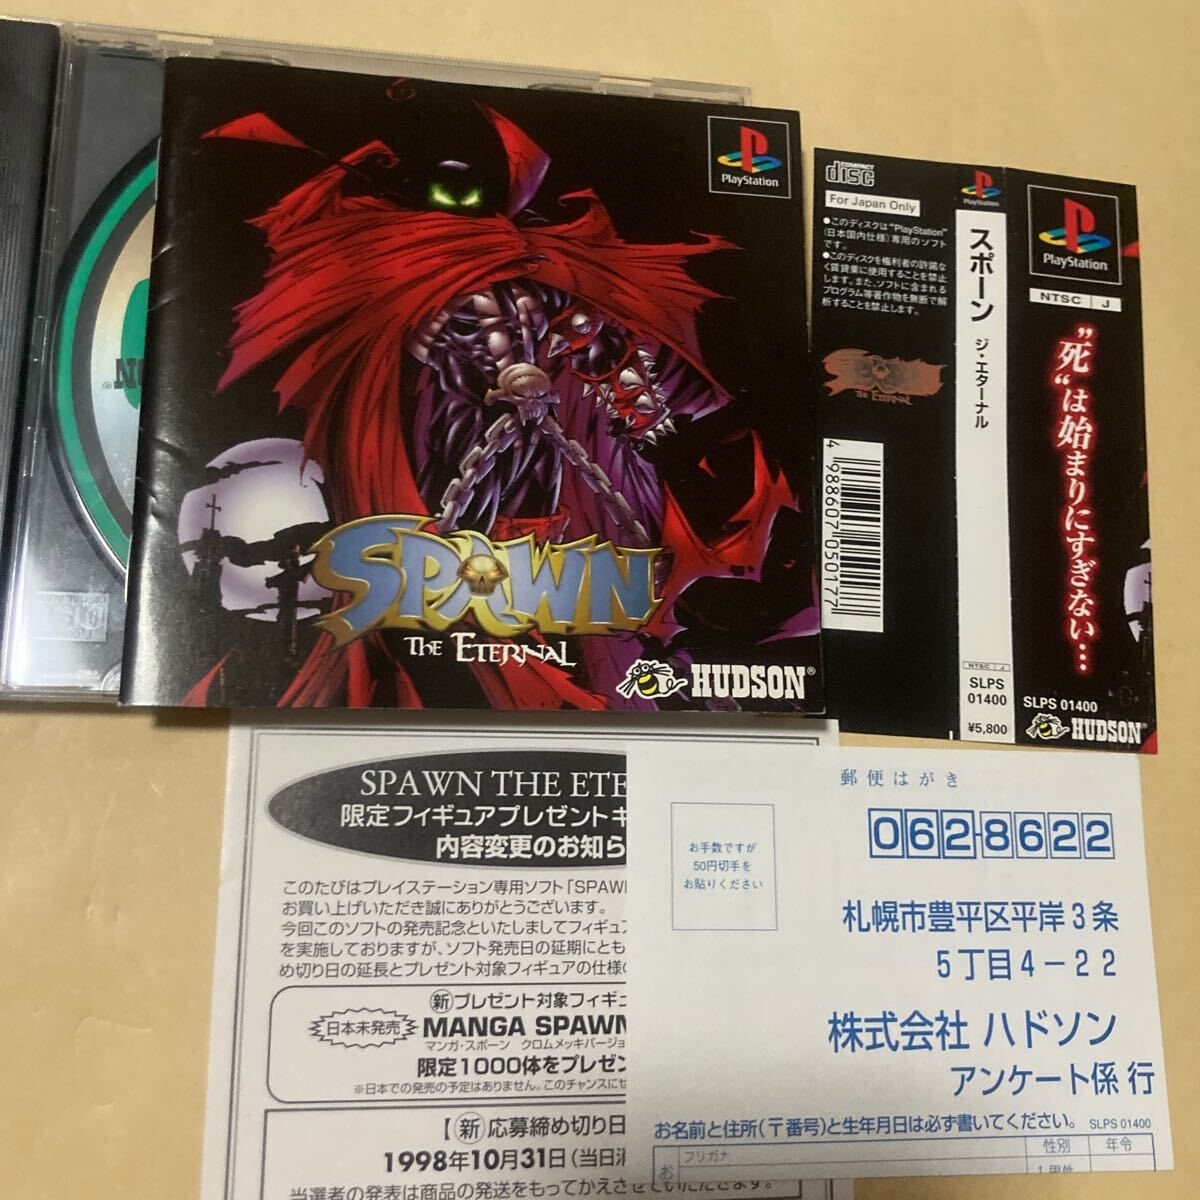 PlayStation
SPAWN
THE ETERNAL
HUDSON®
COMPACT
disc
For Japan Only
●このディスクは"PlayStation"
(日本国内仕様)専用のソフト
です。
●このディスクを権利者の許諾な
く賃貸業に使用することを禁止
します。また、ソフトに含まれる
プログラム等著作物を無断で解
析することを禁止します。
THE ETERNAL
4 988607 050177
PlayStation
スポーン ジ・エターナル
NTSC J
SLPS
01400
¥5,800
PlayStation
NTSC J
"死"は始まりにすぎない…
SLPS 01400
HUDSON
SPAWN THE ETE
限定フィギュアプレゼントキ
内容変更のお知ら
このたびはプレイステーション専用ソフト「SPAW
お買い上げいただき誠にありがとうございます。
今回このソフトの発売記念といたしましてフィギュ
を実施しておりますが、ソフト発売日の延期にとも
め切り日の延長とプレゼント対象フィギュアの仕様の
新プレゼント対象フィギュ
日本未発売 MANGA SPAWN
マンガ・スポーン クロムメッキバージョ
限定1000体をプレゼン
※日本での発売の予定はありません。このチャンスにぜ
【新応募締め切り日
1998年10月31日(当日消
当選者の発表は商品の発送をもってかえさせていただきます
郵便はがき
お手数ですが
50円切手を
お貼りください
062-8622
札幌市豊平区平岸3条
5丁目4-22
株式会社 ハドソン
アンケート係 行
お名前と住所(〒番号)と生年月日は必ず書いてください。 SLPS 01400
フリガナ
性別
年令
お
1.男性